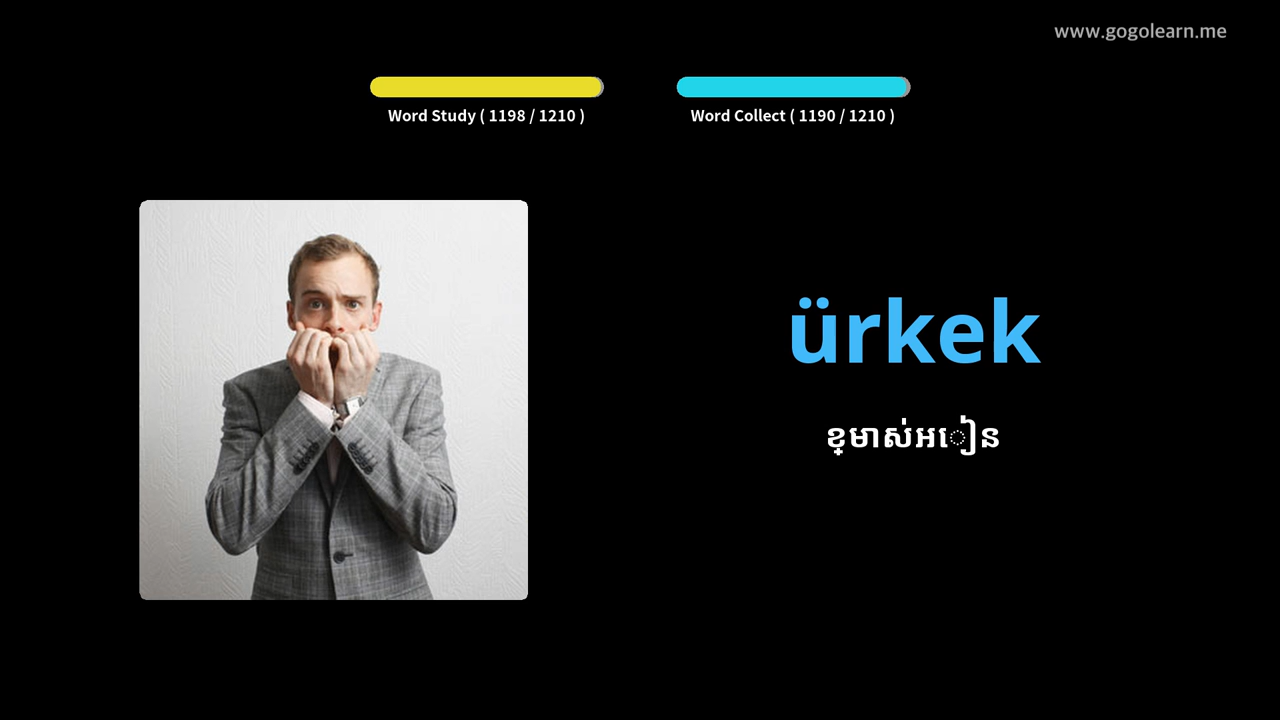 www.gogolearn.me
Word Study ( 1198 / 1210 )
Word Collect ( 1190 / 1210 )
ürkek
ខ្មាស់អៀន